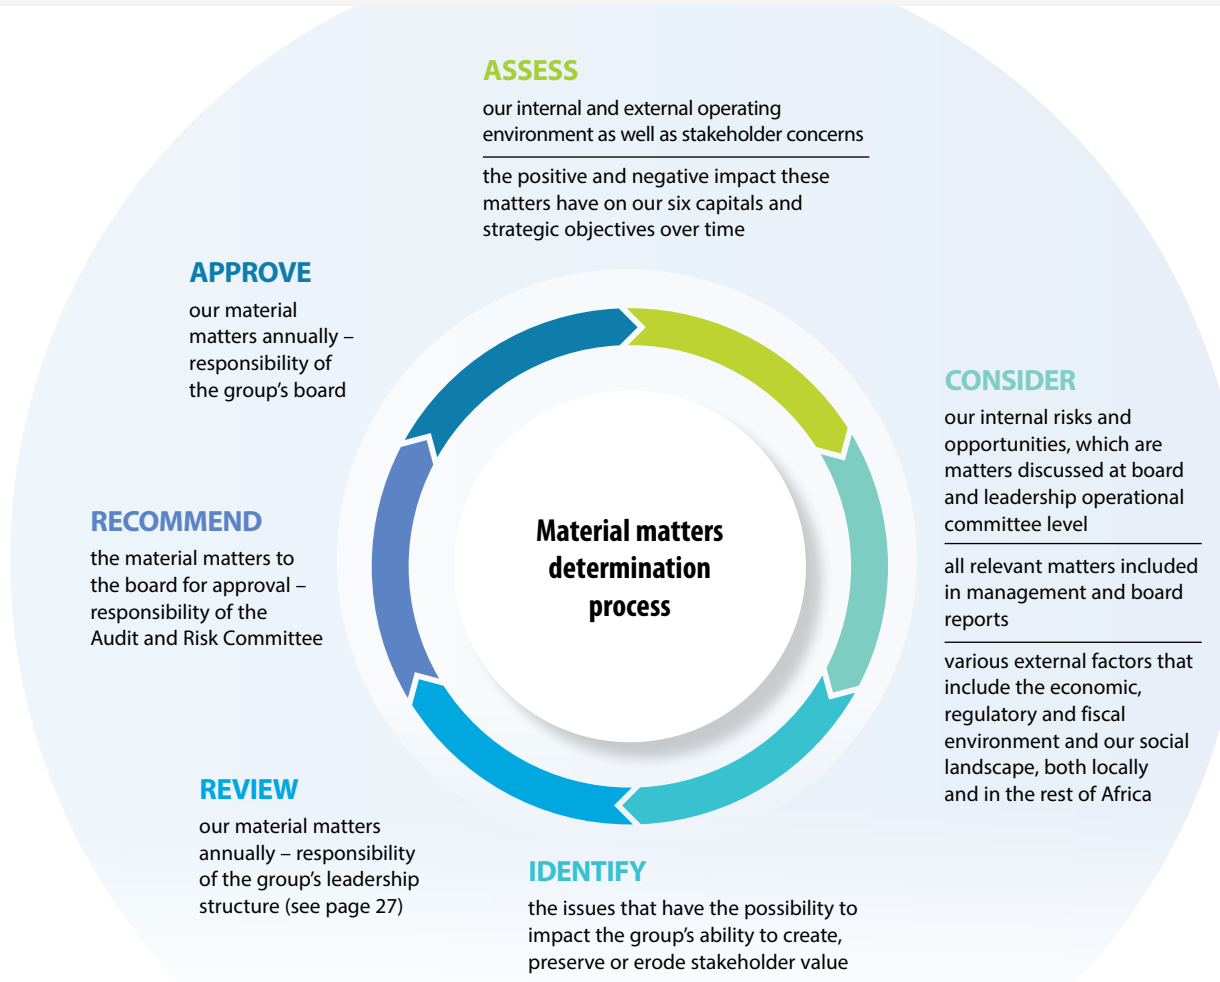 ASSESS
our internal and external operating
environment as well as stakeholder concerns
the positive and negative impact these
matters have on our six capitals and
strategic objectives over time
CONSIDER
our internal risks and
opportunities, which are
matters discussed at board
and leadership operational
committee level
all relevant matters included
in management and board
reports
various external factors that
include the economic,
regulatory and fiscal
environment and our social
landscape, both locally
and in the rest of Africa
IDENTIFY
the issues that have the possibility to
impact the group’s ability to create,
preserve or erode stakeholder value
REVIEW
our material matters
annually – responsibility
of the group’s leadership
structure (see page 27)
RECOMMEND
the material matters to
the board for approval –
responsibility of the
Audit and Risk Committee
APPROVE
our material
matters annually –
responsibility of
the group’s board
Material matters
determination
process